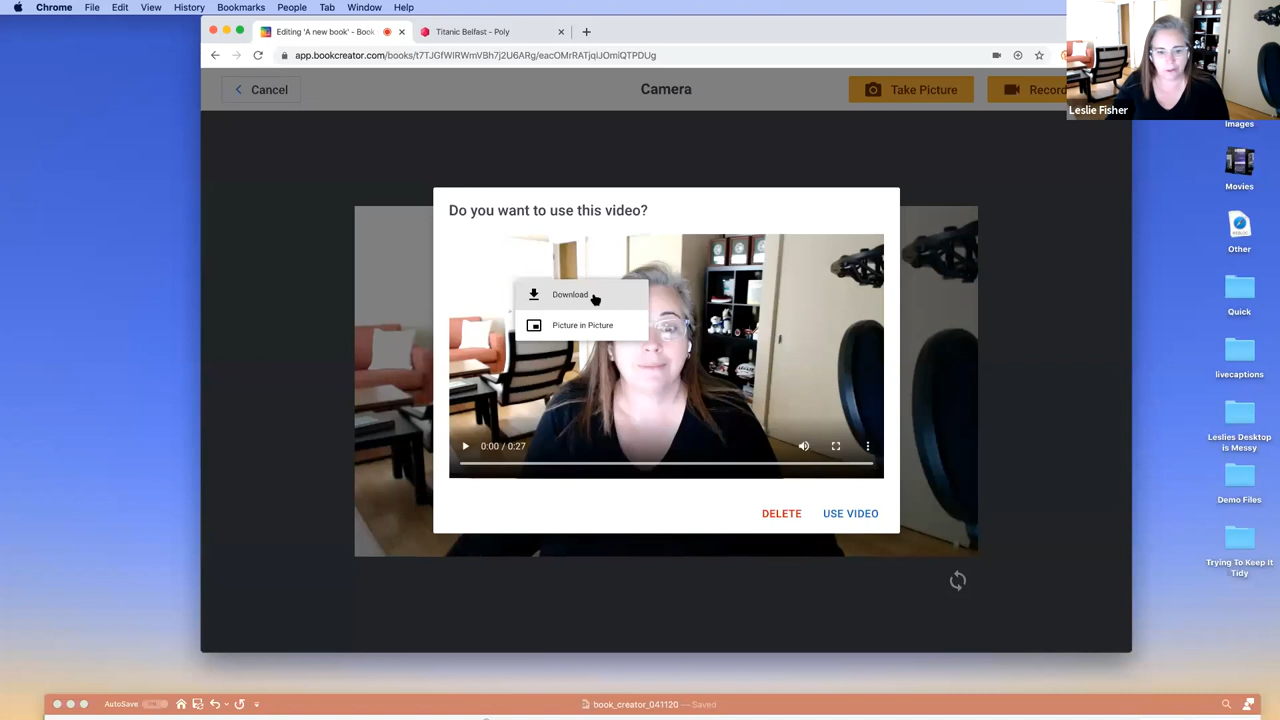 Chrome File Edit View History Bookmarks People Tab Window Help
Editing 'A new book' - Book
Titanic Belfast - Poly
app.bookcreator.com/books/t7TJGfWlRWmVBh7j2U6ARg/eacOMrRATjqiJOmiQTPDUg
Cancel
Camera
Take Picture
Record
Leslie Fisher
Images
Movies
Other
Quick
livecaptions
Leslies Desktop
is Messy
Demo Files
Trying To Keep It
Tidy
Do you want to use this video?
Download
Picture in Picture
0:00 / 0:27
DELETE
USE VIDEO
AutoSave
book_creator_041120 — Saved